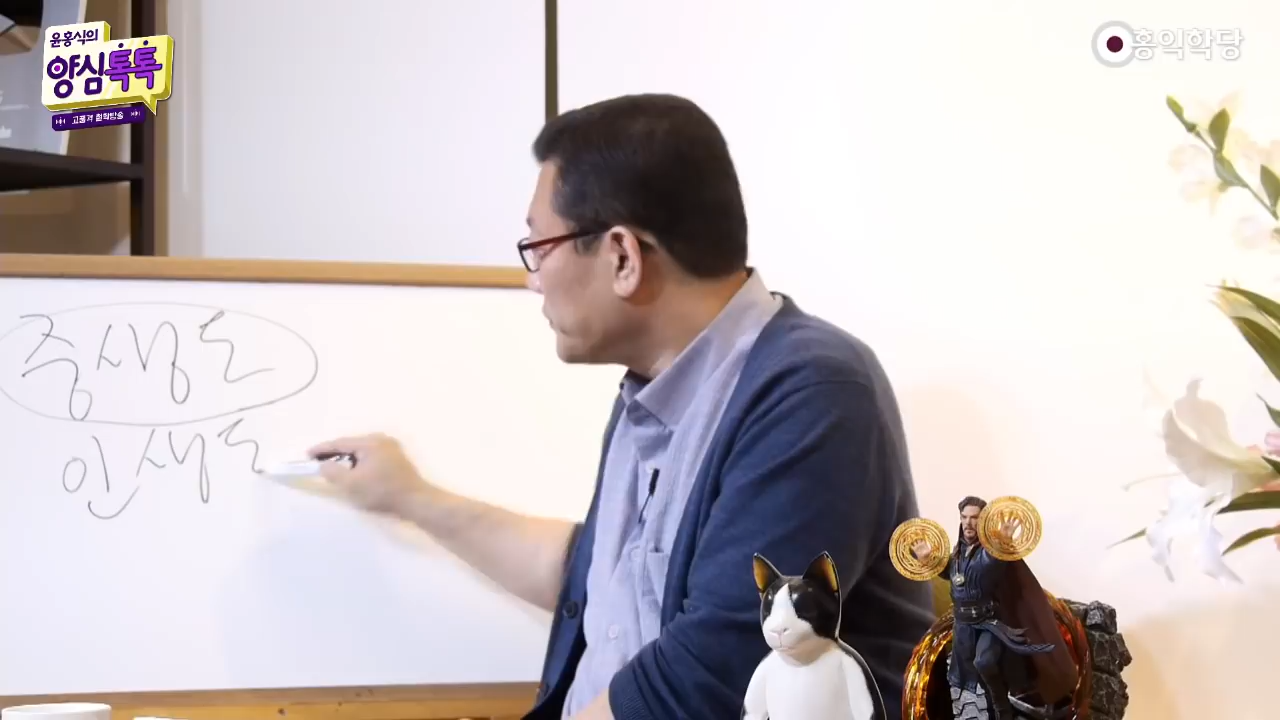 윤홍식의
양심톡톡
고품격 철학방송
홍익학당
중생도
인생도